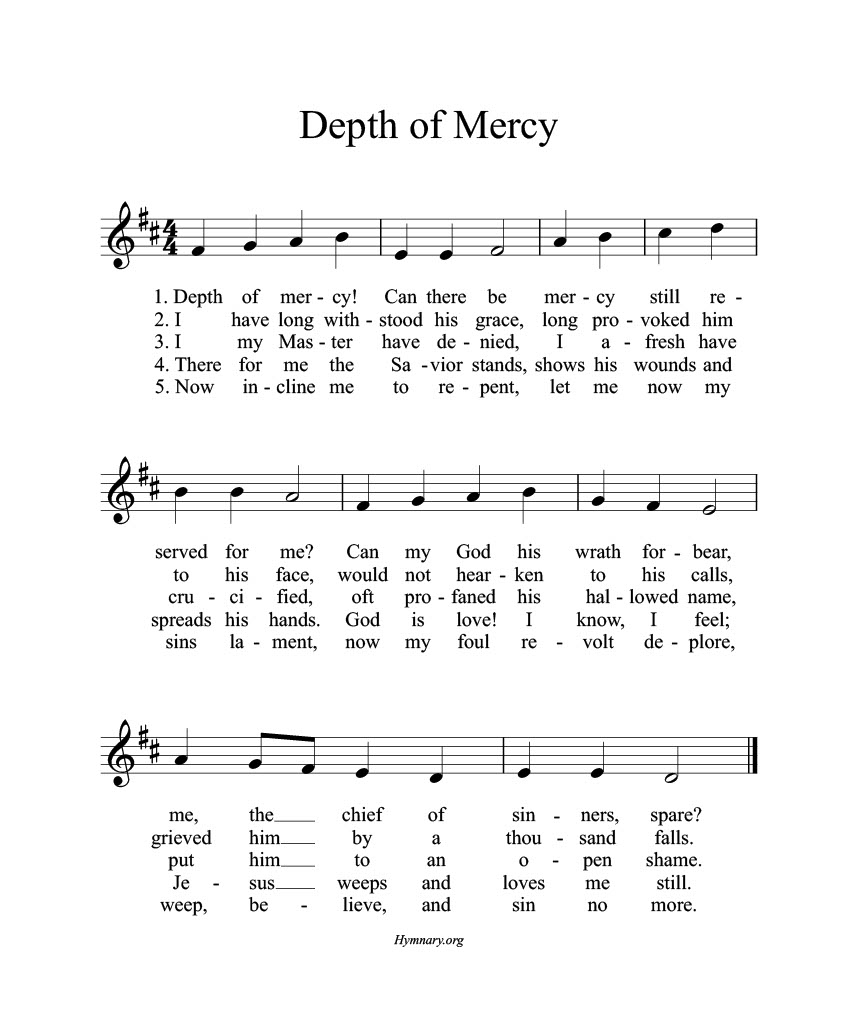 Depth of Mercy
4
4
1. Depth of mer - cy! Can there be mer - cy still re -
2. I have long with - stood his grace, long pro - voked him
3. I my Mas - ter have de - nied, I a - fresh have
4. There for me the Sa - vior stands, shows his wounds and
5. Now in - cline me to re - pent, let me now my
served for me? Can my God his wrath for - bear,
to his face, would not hear - ken to his calls,
cru - ci - fied, oft pro - faned his hal - lowed name,
spreads his hands. God is love! I know, I feel;
sins la - ment, now my foul re - volt de - plore,
me, the____ chief of sin - ners, spare?
grieved him____ by a thou - sand falls.
put him____ to an o - pen shame.
Je - sus____ weeps and loves me still.
weep, be - lieve, and sin no more.
Hymnary.org